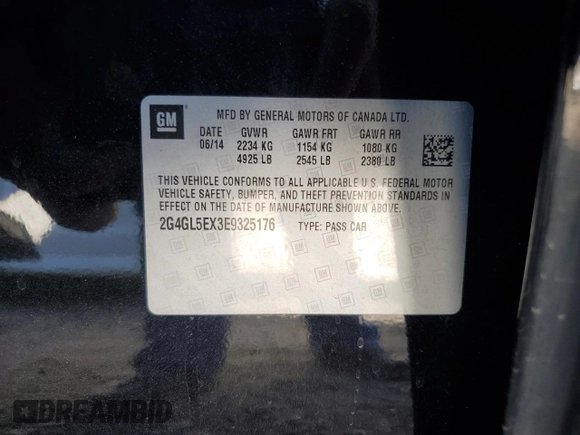 GM
MFD BY GENERAL MOTORS OF CANADA LTD.
DATE GVWR GAWR FRT GAWR RR
06/14 2234 KG 1154 KG 1080 KG
4925 LB 2545 LB 2380 LB
THIS VEHICLE CONFORMS TO ALL APPLICABLE U.S. FEDERAL MOTOR
VEHICLE SAFETY, BUMPER, AND THEFT PREVENTION STANDARDS IN
EFFECT ON THE DATE OF MANUFACTURE SHOWN ABOVE.
2G4GL5EX3E9325176 TYPE: PASS CAR
DREAMBID